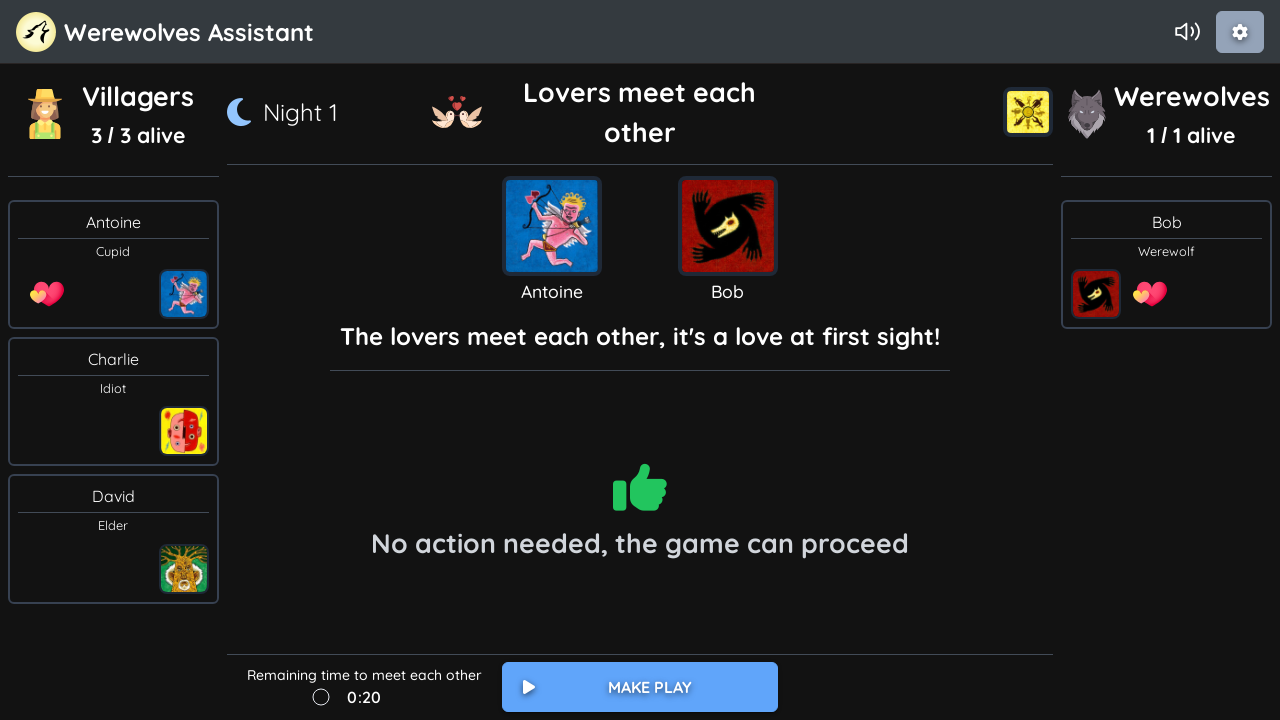 Werewolves Assistant
Villagers
3 / 3 alive
Night 1
Lovers meet each
other
Werewolves
1 / 1 alive
Antoine
Cupid
Charlie
Idiot
David
Elder
Antoine
Bob
The lovers meet each other, it's a love at first sight!
No action needed, the game can proceed
Bob
Werewolf
Remaining time to meet each other
0:20
MAKE PLAY